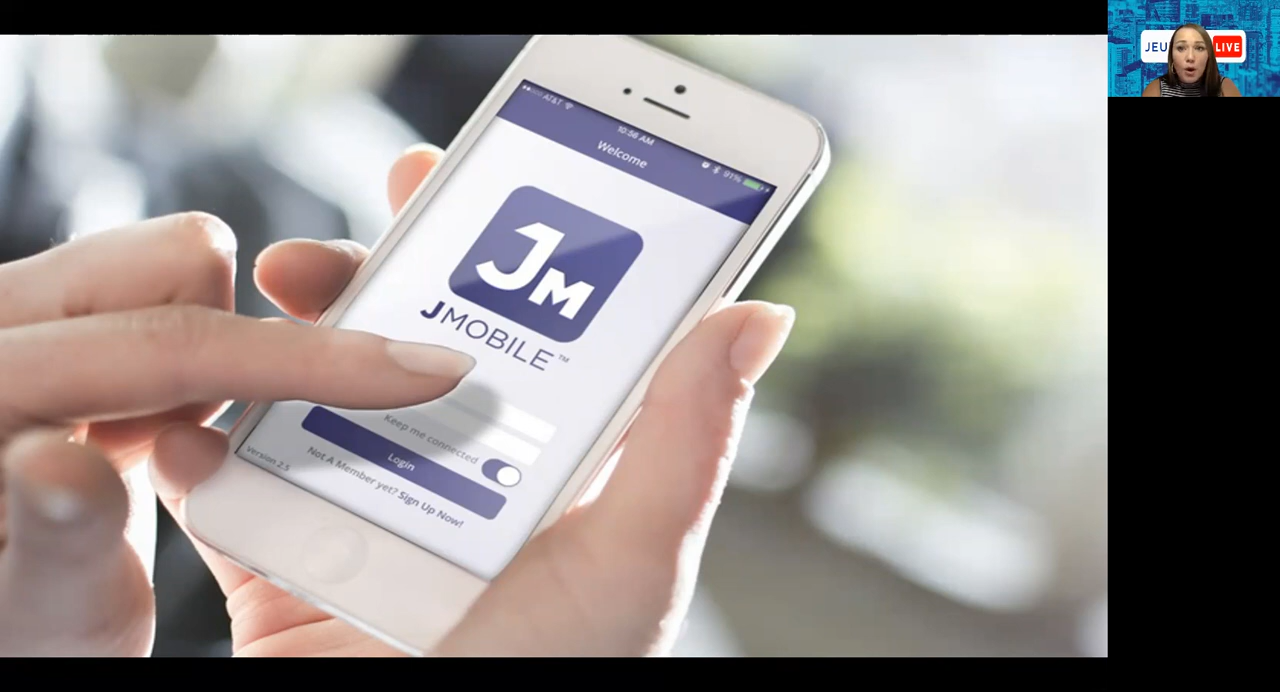 AT&T
10:56 AM
91%
Welcome
JM
JMOBILE™
Keep me connected
Login
Not A Member yet? Sign Up Now!
Version 2.5
JEU
LIVE